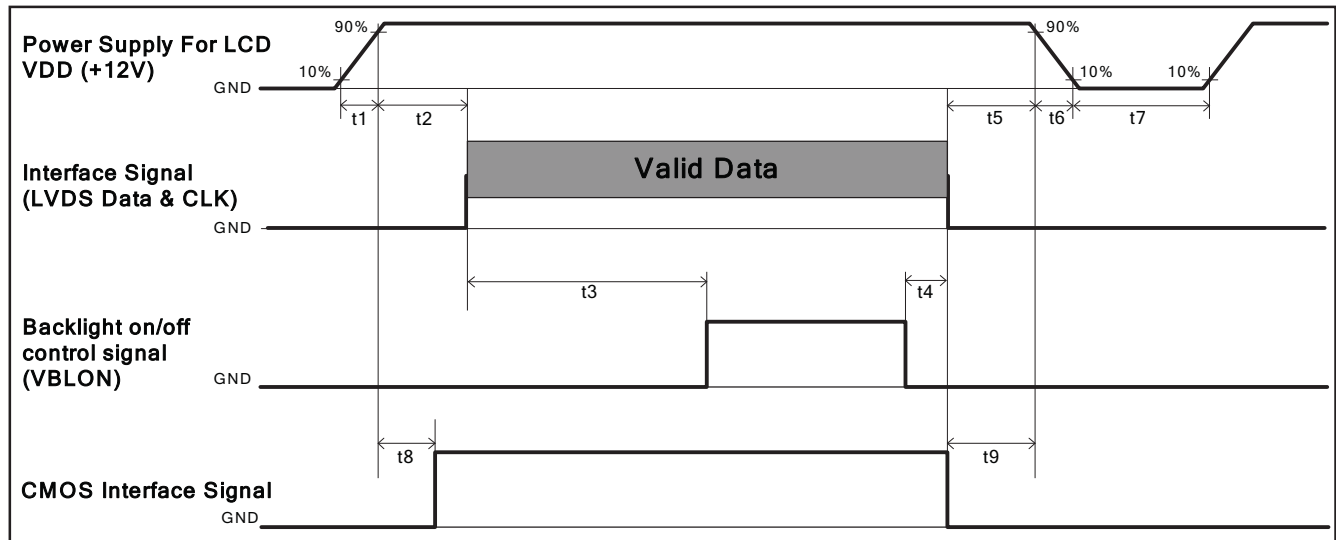 Power Supply For LCD
VDD (+12V)
90%
90%
10%
10%
10%
GND
t1
t2
t5
t6
t7
Interface Signal
(LVDS Data & CLK)
Valid Data
GND
t3
t4
Backlight on/off
control signal
(VBLON)
GND
t8
t9
CMOS Interface Signal
GND